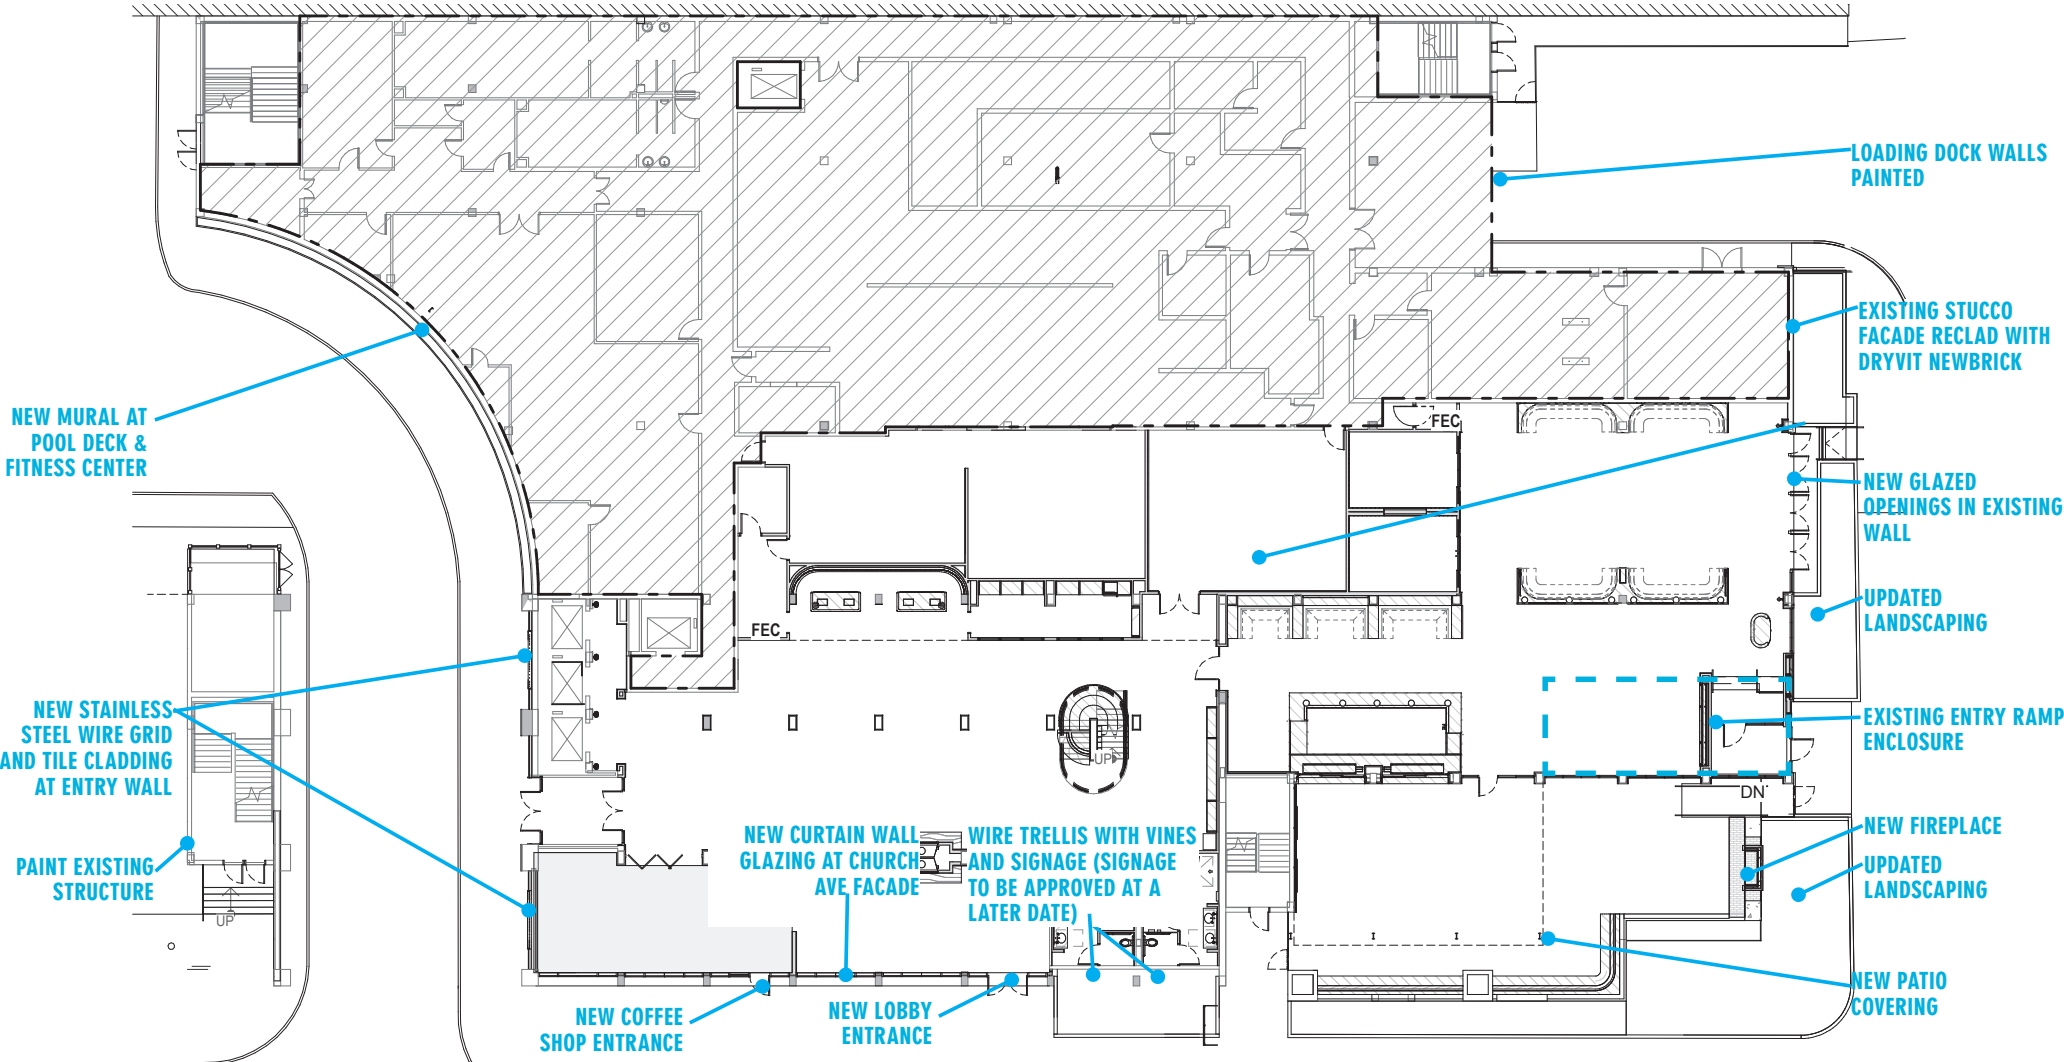 LOADING DOCK WALLS
PAINTED
EXISTING STUCCO
FACADE RECLAD WITH
DRYVIT NEWBRICK
NEW MURAL AT
POOL DECK &
FITNESS CENTER
FEC
NEW GLAZED
OPENINGS IN EXISTING
WALL
UPDATED
LANDSCAPING
FEC
NEW STAINLESS
STEEL WIRE GRID
AND TILE CLADDING
AT ENTRY WALL
EXISTING ENTRY RAMP
ENCLOSURE
UP
DN
NEW CURTAIN WALL
GLAZING AT CHURCH
AVE FACADE
WIRE TRELLIS WITH VINES
AND SIGNAGE (SIGNAGE
TO BE APPROVED AT A
LATER DATE)
NEW FIREPLACE
PAINT EXISTING
STRUCTURE
UPDATED
LANDSCAPING
UP
NEW PATIO
COVERING
NEW COFFEE
SHOP ENTRANCE
NEW LOBBY
ENTRANCE